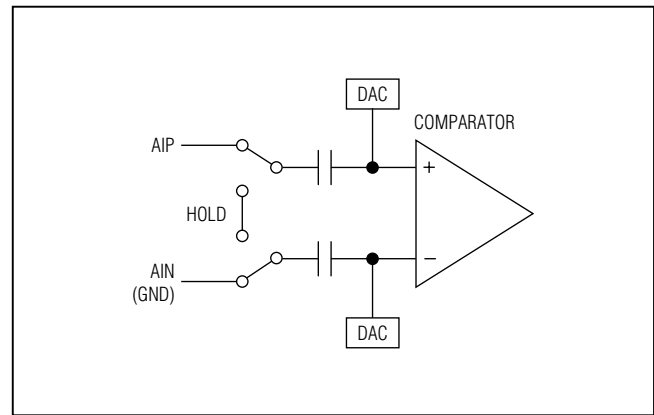 DAC
COMPARATOR
AIP
+
HOLD
AIN
(GND)
−
DAC